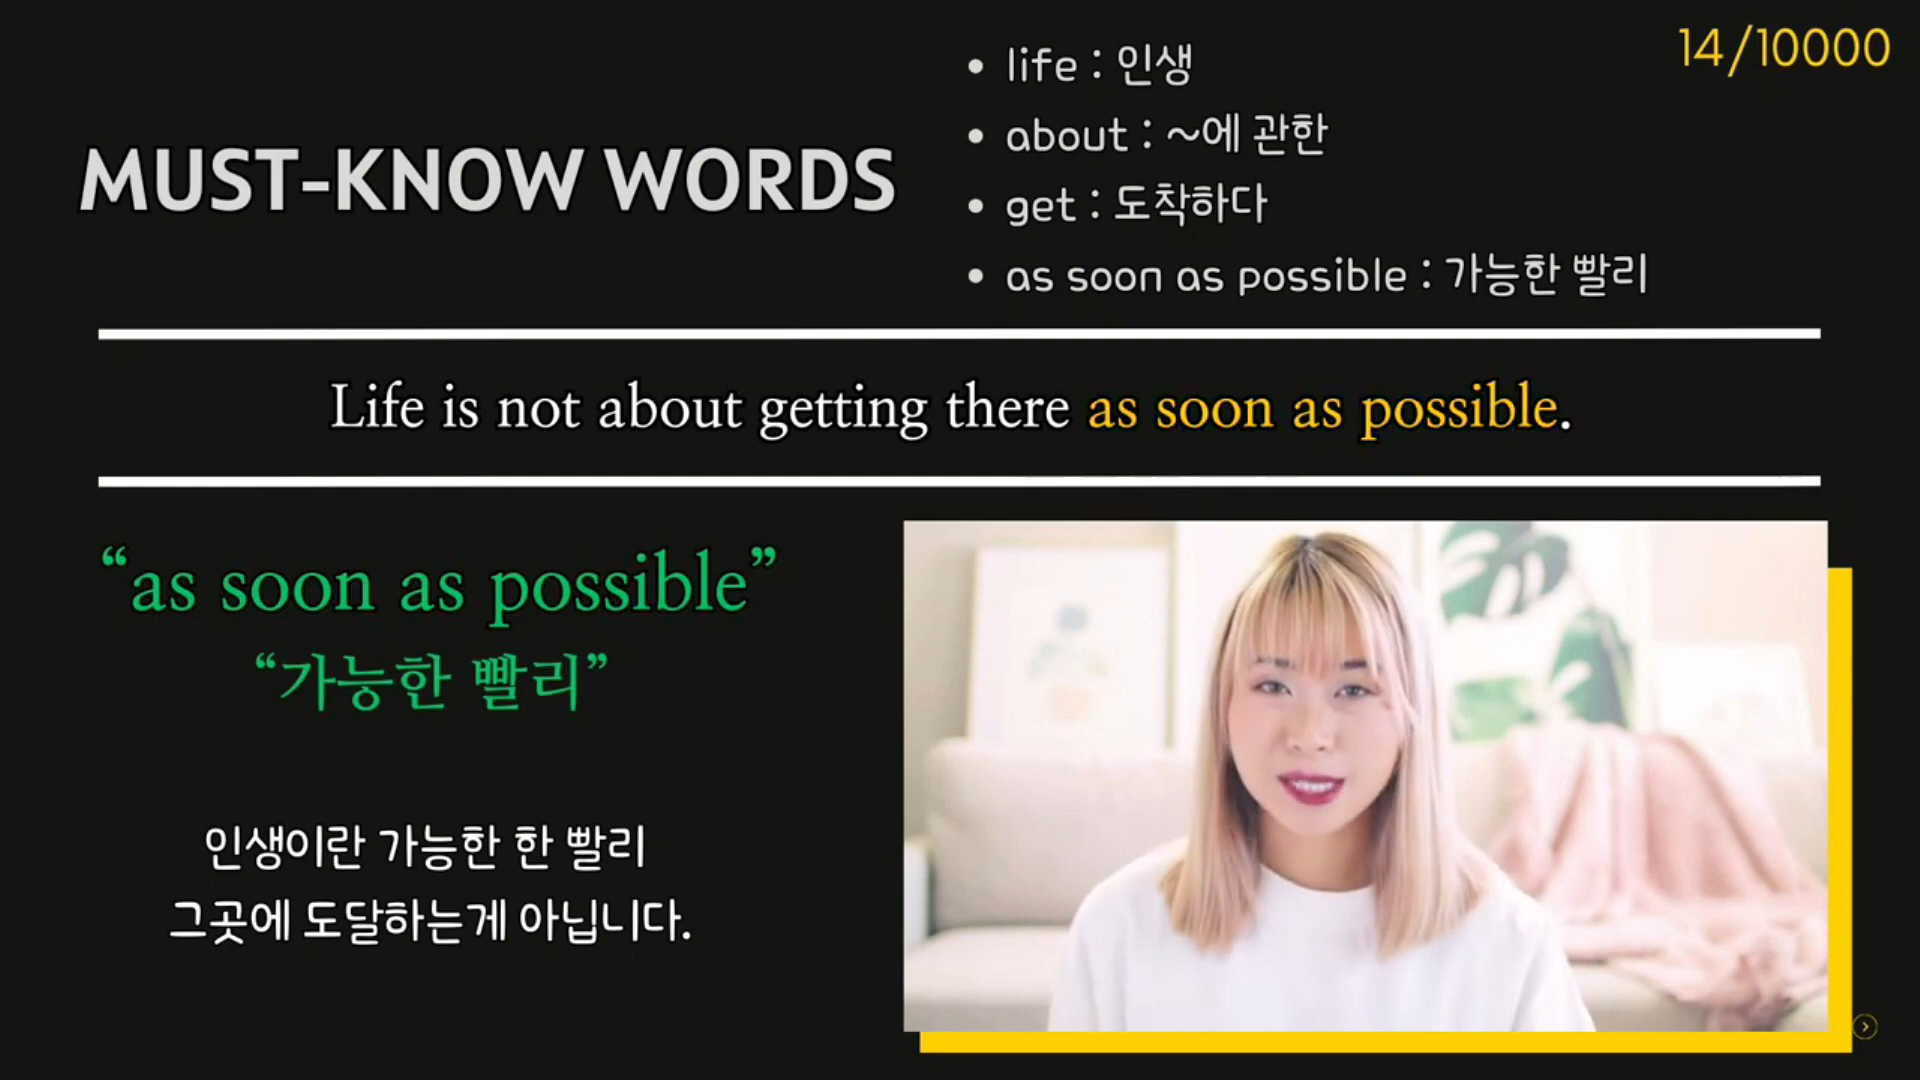 14/10000
MUST-KNOW WORDS
• life : 인생
• about : ~에 관한
• get : 도착하다
• as soon as possible : 가능한 빨리
Life is not about getting there as soon as possible.
“as soon as possible”
“가능한 빨리”
인생이란 가능한 한 빨리
그곳에 도달하는게 아닙니다.